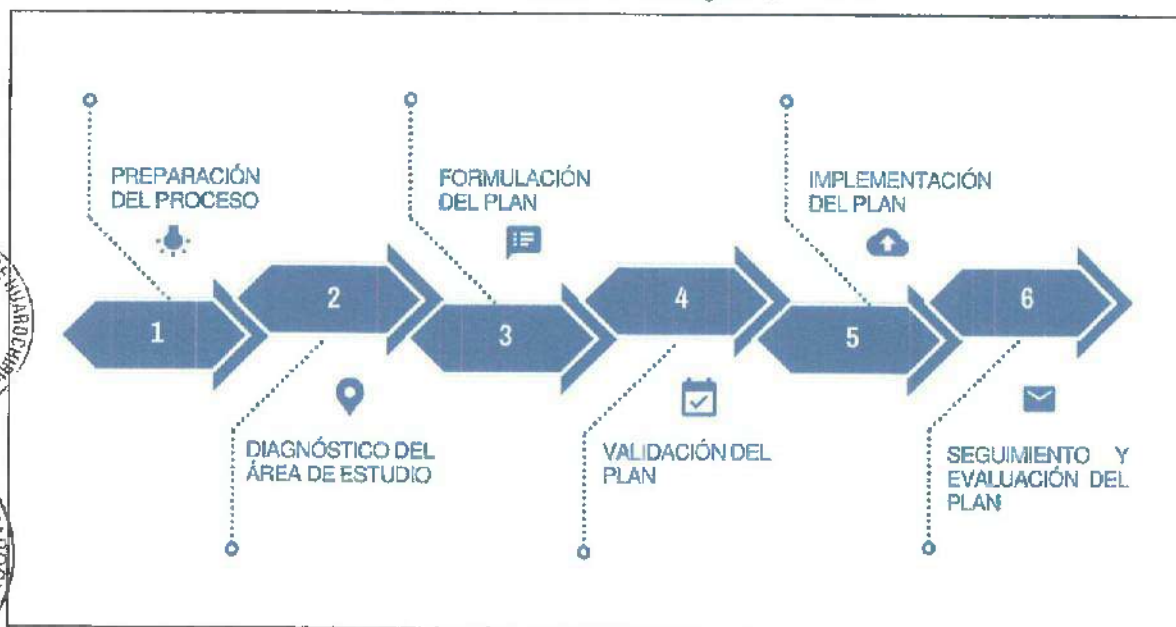 PREPARACIÓN
DEL PROCESO
FORMULACIÓN
DEL PLAN
IMPLEMENTACIÓN
DEL PLAN
1
2
3
4
5
6
DIAGNÓSTICO DEL
ÁREA DE ESTUDIO
VALIDACIÓN DEL
PLAN
SEGUIMIENTO Y
EVALUACIÓN DEL
PLAN